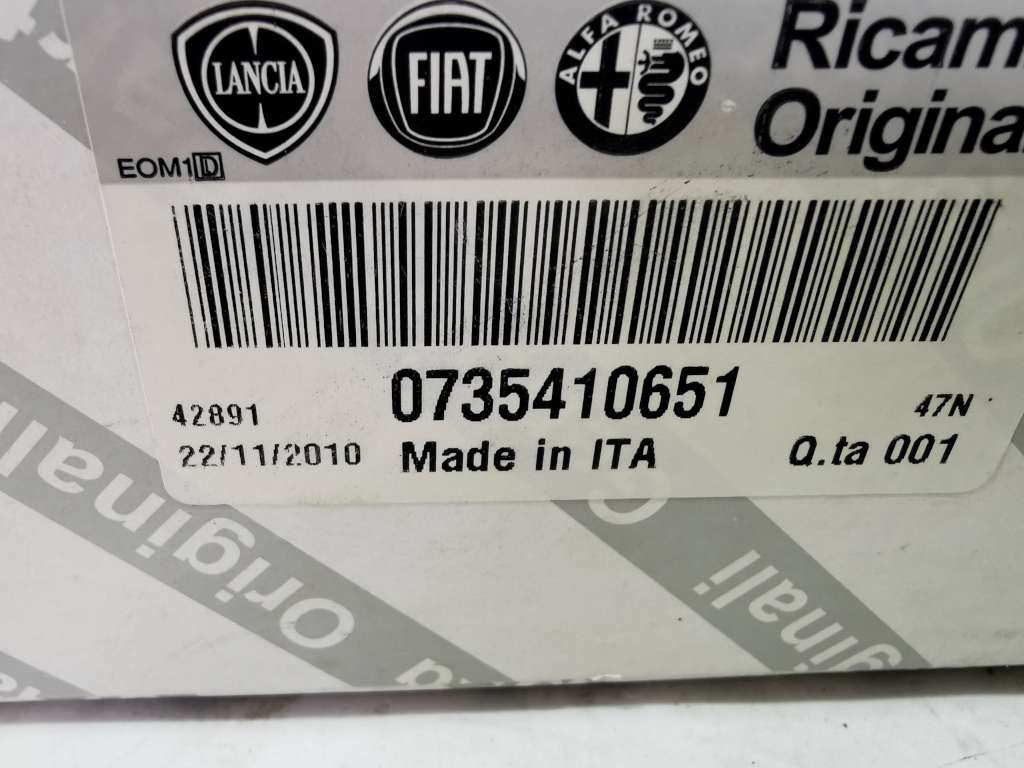 LANCIA
FIAT
ALFA ROMEO
Ricam
Origina
EOM1D
0735410651
42891
47N
22/11/2010
Made in ITA
Q.ta 001
Originali
ginali